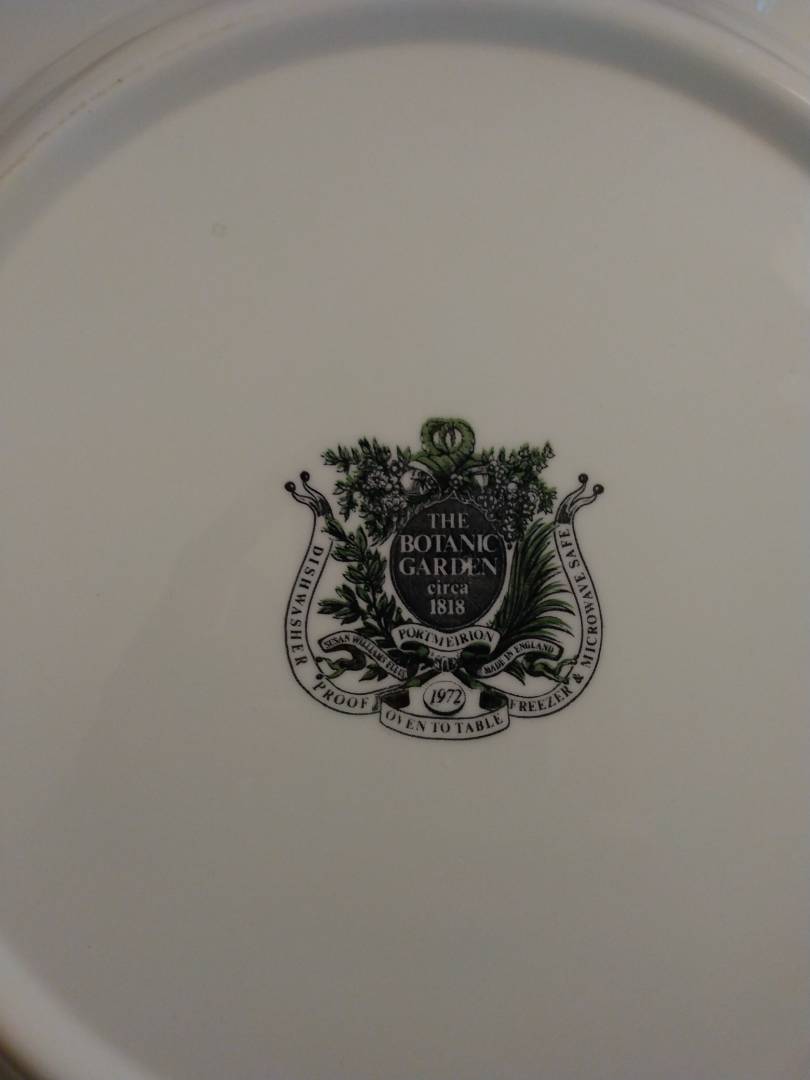 THE
BOTANIC
GARDEN
circa
1818
PORTMEIRION
SUSAN WILLIAMS-ELLIS
MADE IN ENGLAND
1972
DISHWASHER PROOF
OVEN TO TABLE
FREEZER & MICROWAVE SAFE